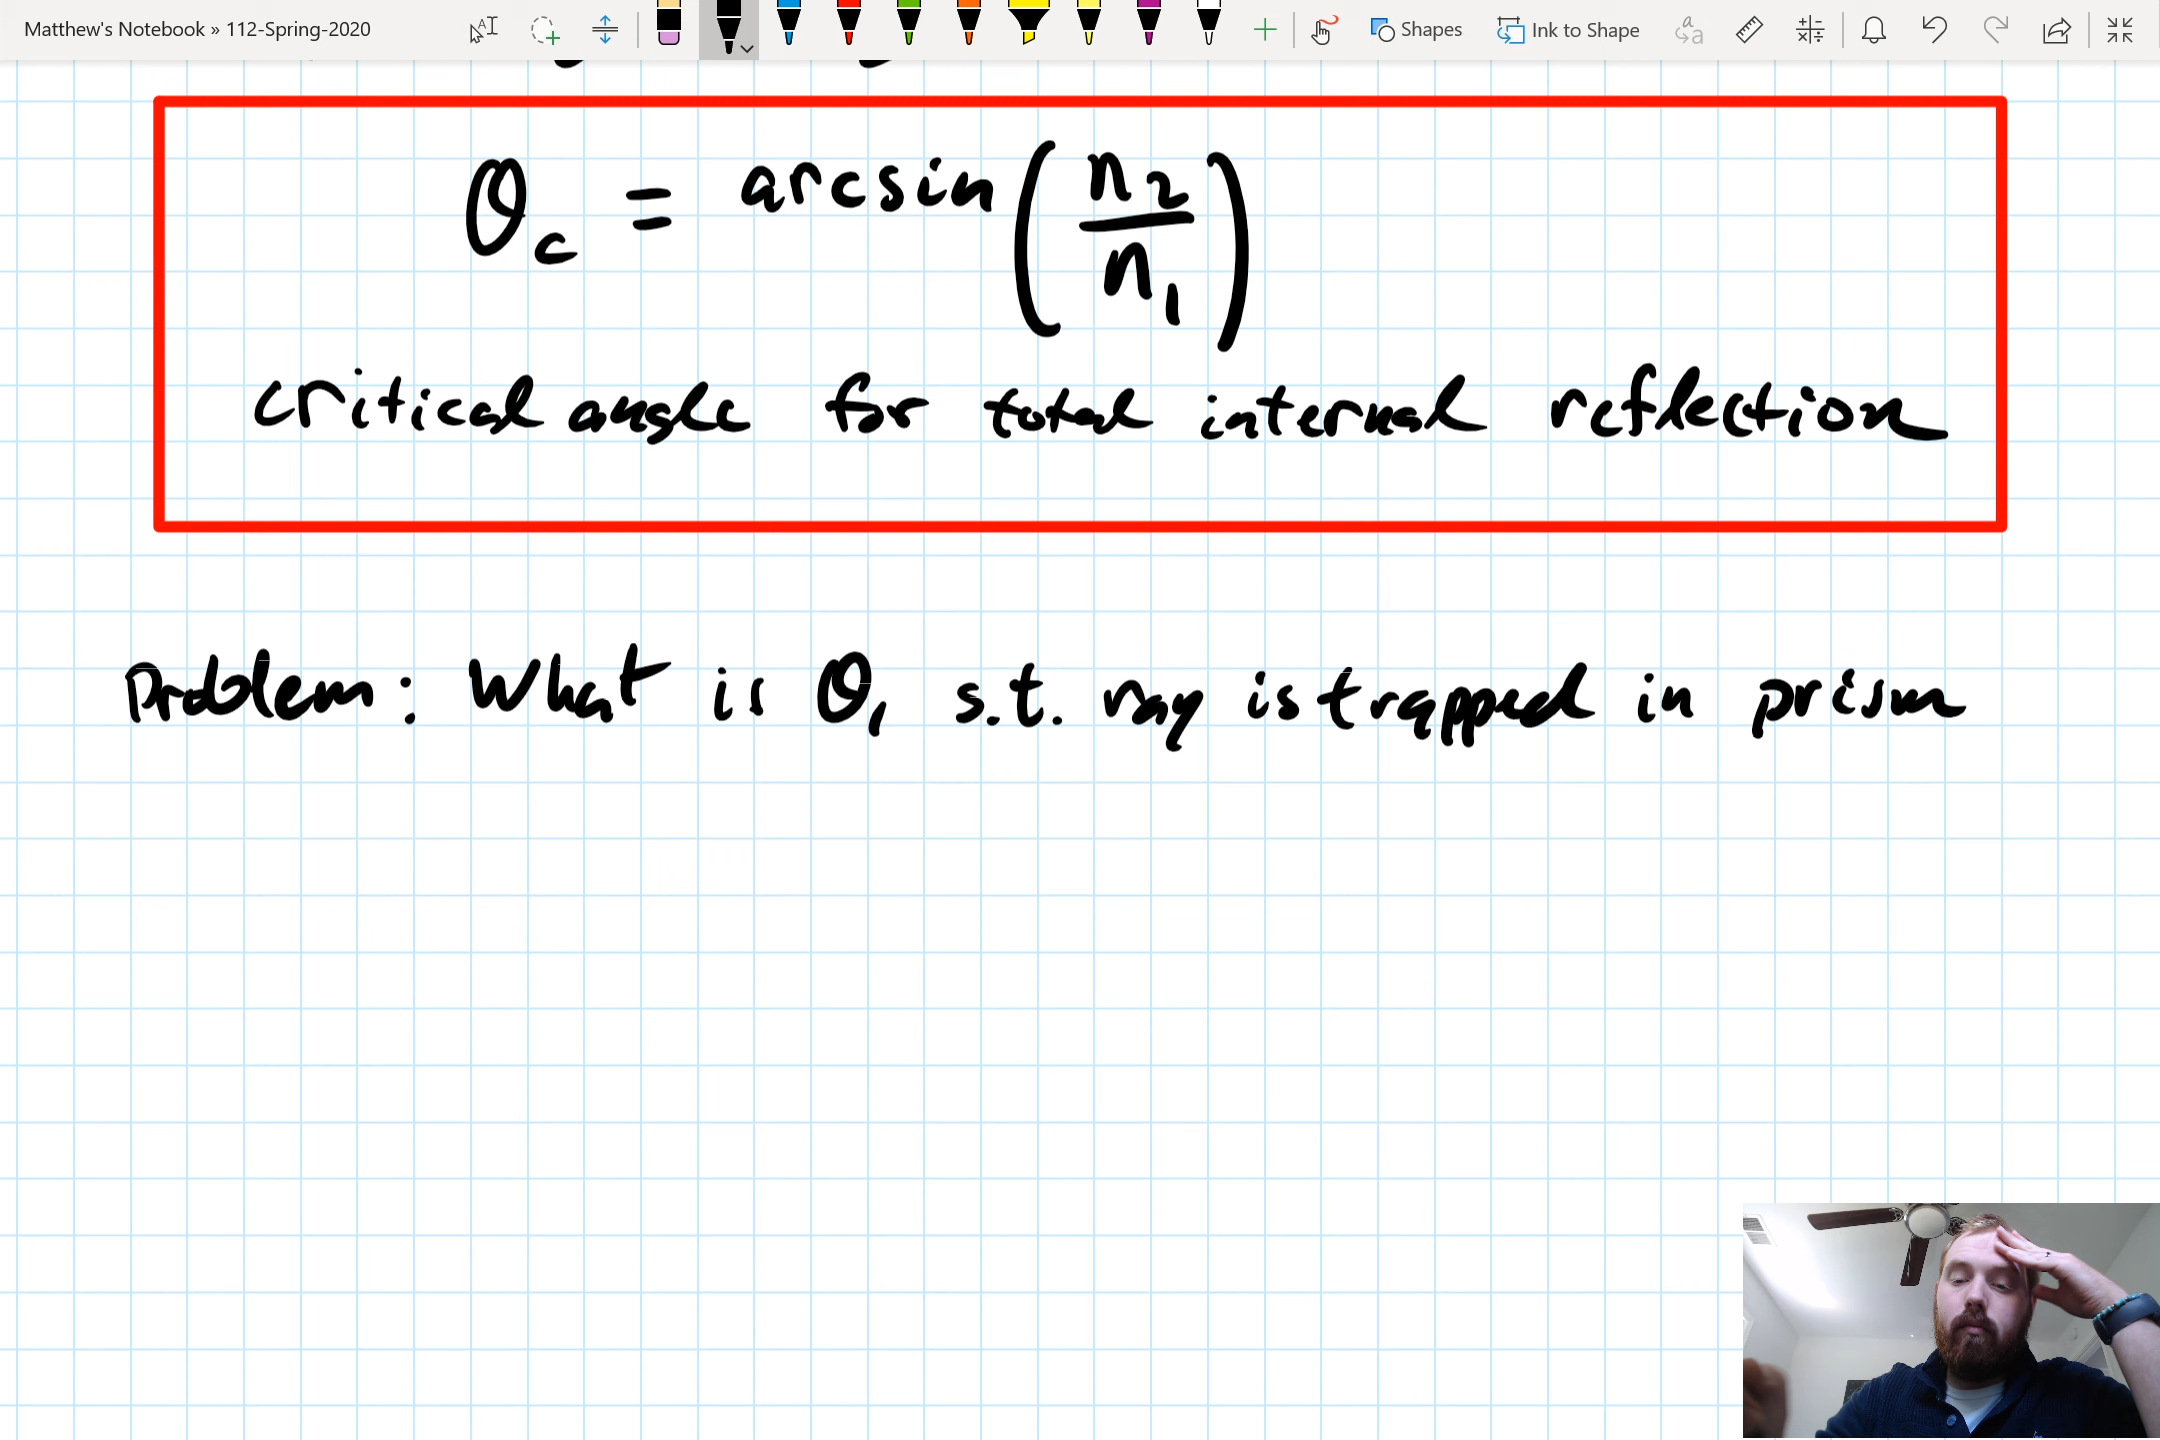 Matthew's Notebook » 112-Spring-2020
Shapes
Ink to Shape
θc = arcsin(n2/n1)
critical angle for total internal reflection
Problem: What is θ1 s.t. ray is trapped in prism